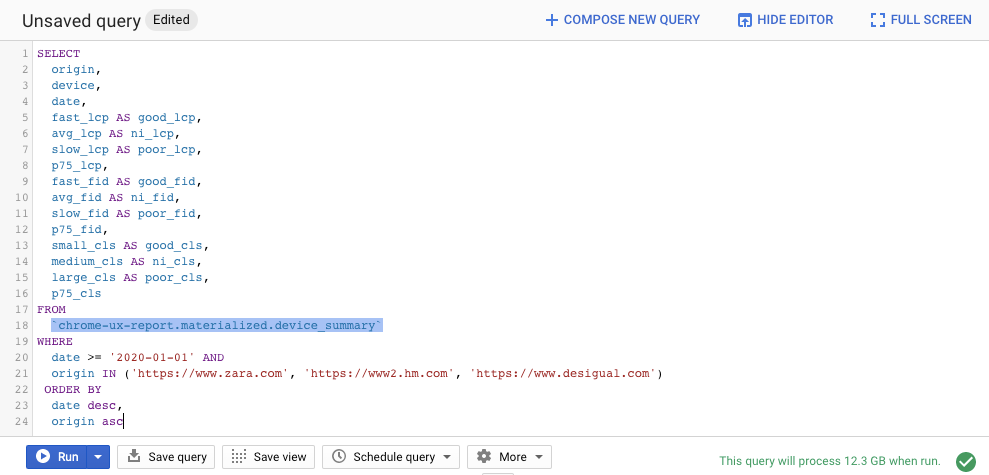 Unsaved query Edited + COMPOSE NEW QUERY HIDE EDITOR FULL SCREEN
1 SELECT
2 origin,
3 device,
4 date,
5 fast_lcp AS good_lcp,
6 avg_lcp AS ni_lcp,
7 slow_lcp AS poor_lcp,
8 p75_lcp,
9 fast_fid AS good_fid,
10 avg_fid AS ni_fid,
11 slow_fid AS poor_fid,
12 p75_fid,
13 small_cls AS good_cls,
14 medium_cls AS ni_cls,
15 large_cls AS poor_cls,
16 p75_cls
17 FROM
18 `chrome-ux-report.materialized.device_summary`
19 WHERE
20 date >= '2020-01-01' AND
21 origin IN ('https://www.zara.com', 'https://www2.hm.com', 'https://www.desigual.com')
22 ORDER BY
23 date desc,
24 origin asc
Run Save query Save view Schedule query More This query will process 12.3 GB when run.